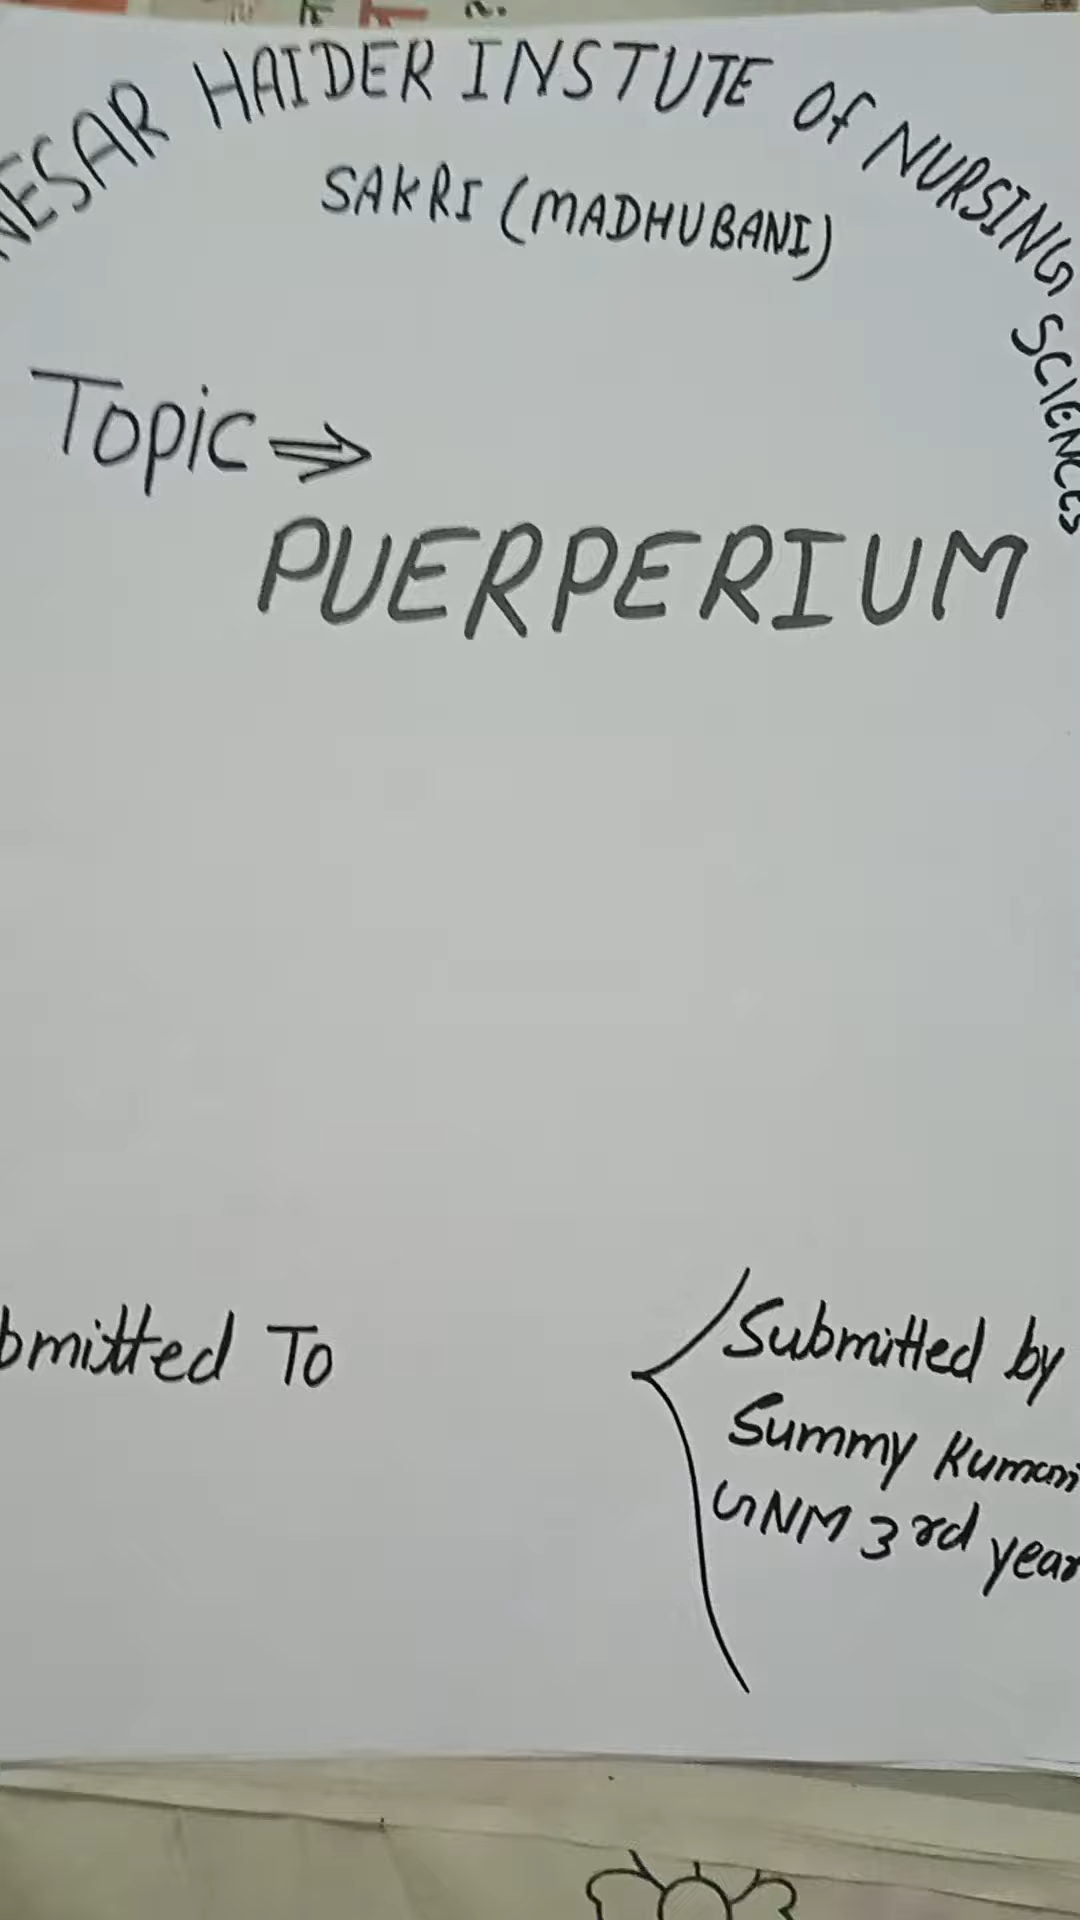 NESAR HAIDER INSTUTE Of NURSING SCIENCES
SAKRI (MADHUBANI)
Topic ⇒
PUERPERIUM
bmitted To
Submitted by
Summy Kumari
GNM 3rd year